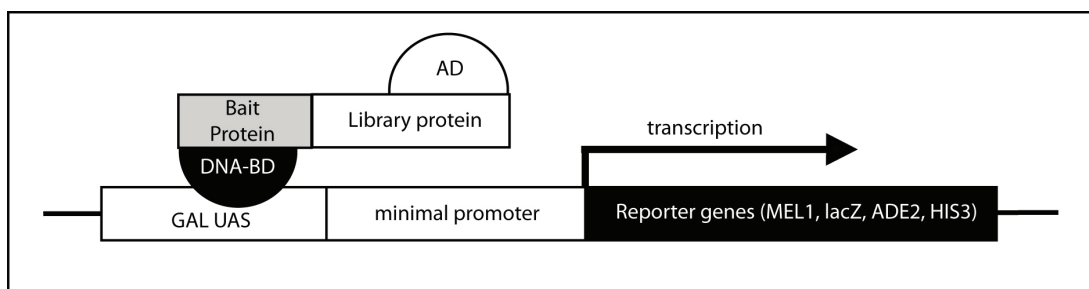 AD
Bait
Protein
Library protein
DNA-BD
transcription
GAL UAS
minimal promoter
Reporter genes (MEL1, lacZ, ADE2, HIS3)